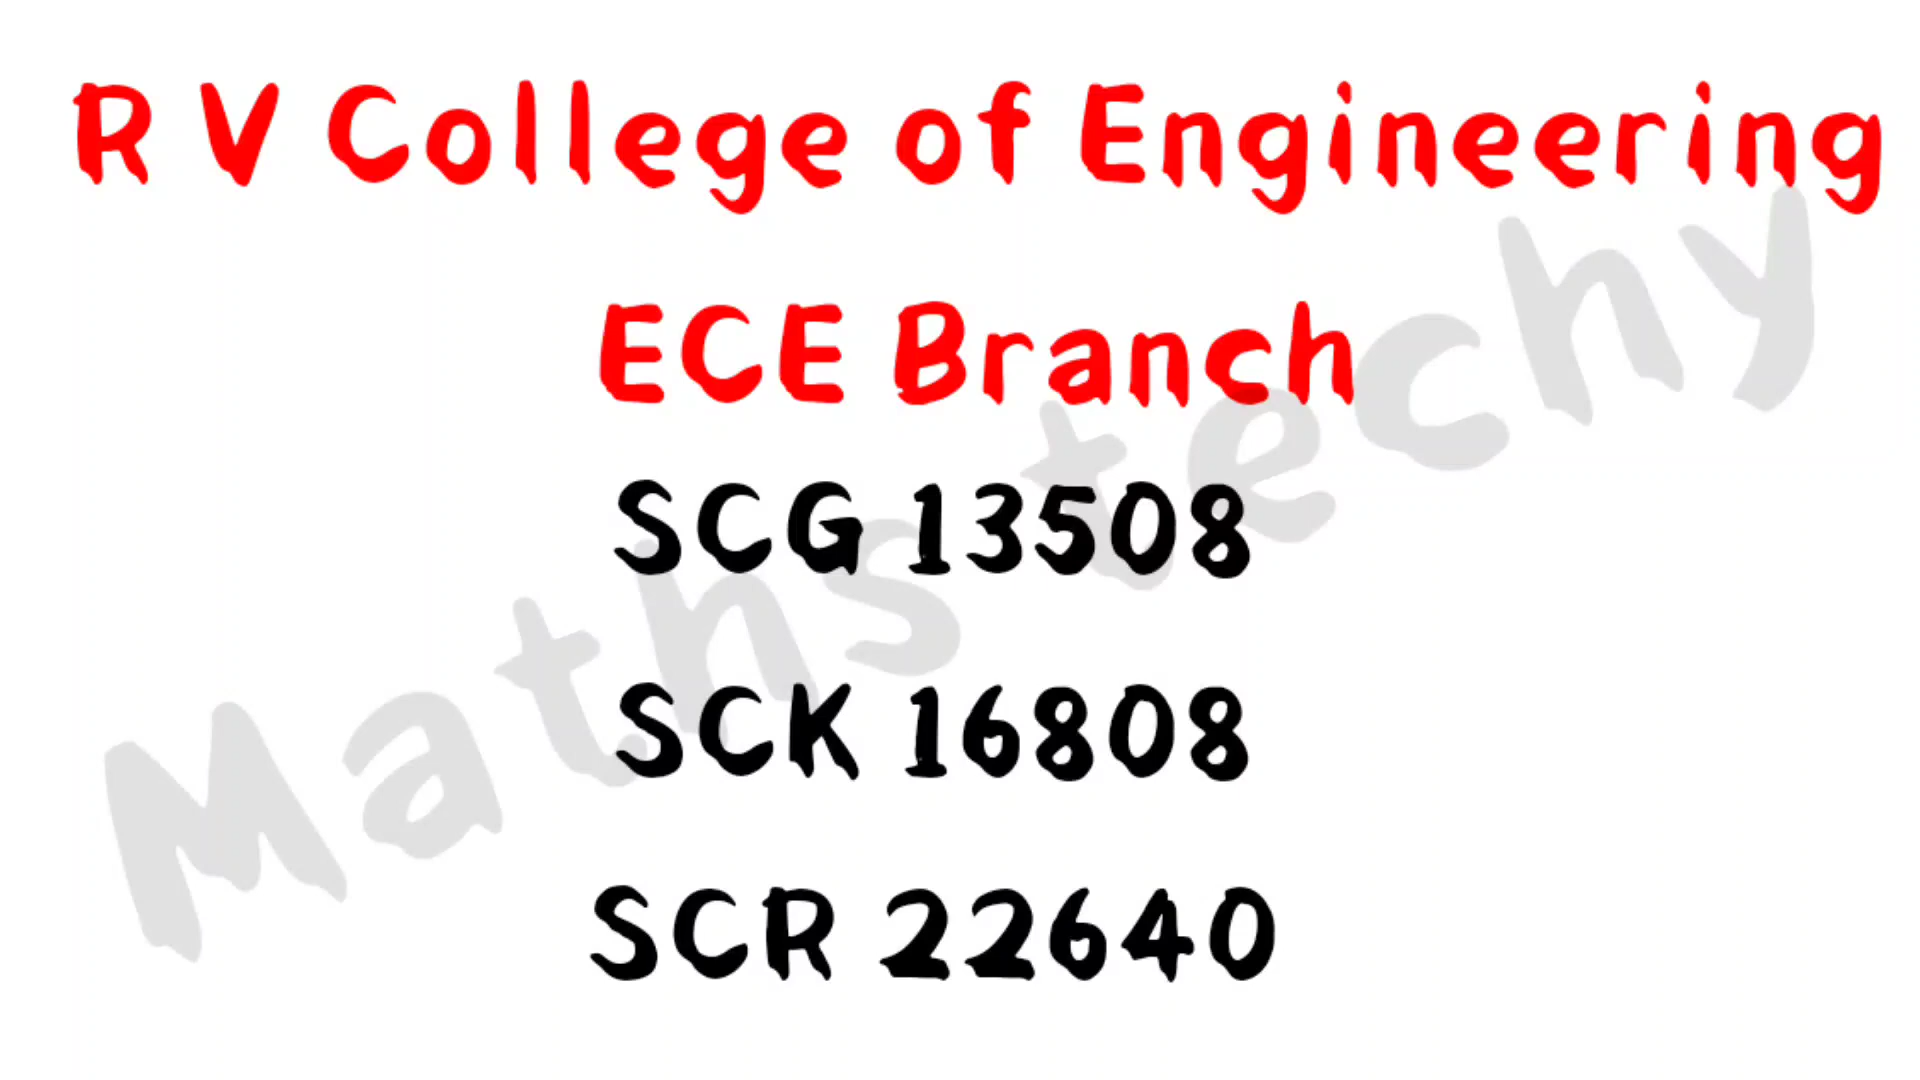 R V College of Engineering
ECE Branch
SCG 13508
SCK 16808
SCR 22640
Maths techy